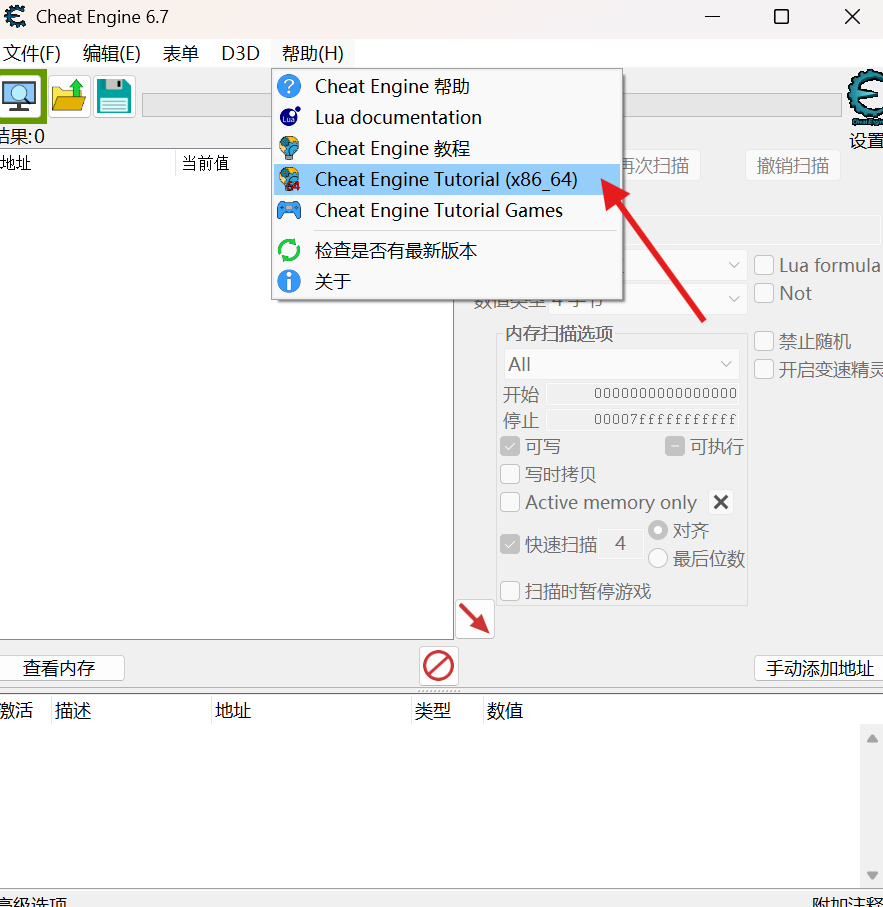 Cheat Engine 6.7
文件(F) 编辑(E) 表单 D3D 帮助(H)
Cheat Engine 帮助
Lua documentation
Cheat Engine 教程
Cheat Engine Tutorial (x86_64)
Cheat Engine Tutorial Games
检查是否有最新版本
关于
结果:0
设置
地址 当前值
再次扫描 撤销扫描
Lua formula
数值类型 4 字节
Not
内存扫描选项
All
禁止随机
开启变速精灵
开始 0000000000000000
停止 00007fffffffffff
可写 可执行
写时拷贝
Active memory only
快速扫描 4 对齐
最后位数
扫描时暂停游戏
查看内存 手动添加地址
激活 描述 地址 类型 数值
高级选项 附加注释